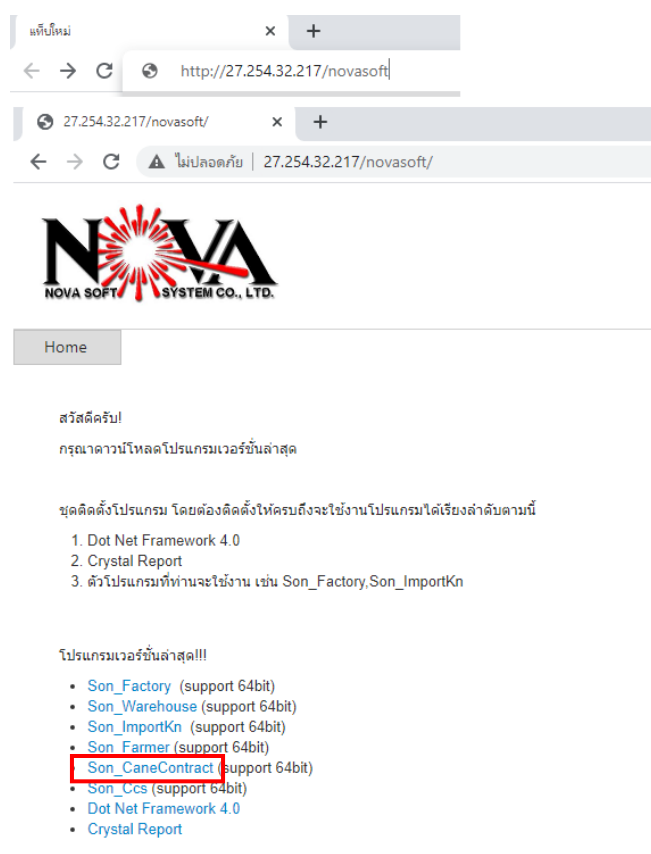 แท็บใหม่
http://27.254.32.217/novasoft
27.254.32.217/novasoft/
ไม่ปลอดภัย | 27.254.32.217/novasoft/
NOVA
NOVA SOFT SYSTEM CO., LTD.
Home
สวัสดีครับ!
กรุณาดาวน์โหลดโปรแกรมเวอร์ชั่นล่าสุด
ชุดติดตั้งโปรแกรม โดยต้องติดตั้งให้ครบถึงจะใช้งานโปรแกรมได้เรียงลำดับตามนี้
1. Dot Net Framework 4.0
2. Crystal Report
3. ตัวโปรแกรมที่ท่านจะใช้งาน เช่น Son_Factory,Son_ImportKn
โปรแกรมเวอร์ชั่นล่าสุด!!!
• Son_Factory (support 64bit)
• Son_Warehouse (support 64bit)
• Son_ImportKn (support 64bit)
• Son_Farmer (support 64bit)
• Son_CaneContract (support 64bit)
• Son_Ccs (support 64bit)
• Dot Net Framework 4.0
• Crystal Report